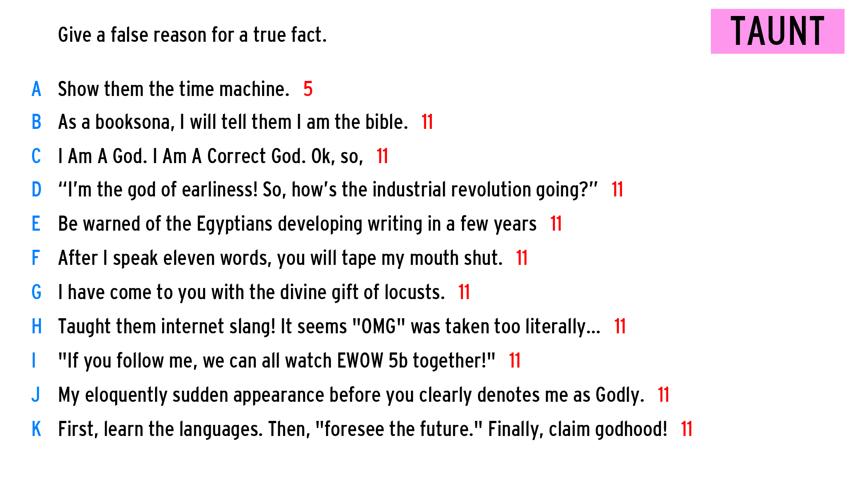 Give a false reason for a true fact.
TAUNT
A Show them the time machine. 5
B As a booksona, I will tell them I am the bible. 11
C I Am A God. I Am A Correct God. Ok, so, 11
D “I’m the god of earliness! So, how’s the industrial revolution going?” 11
E Be warned of the Egyptians developing writing in a few years 11
F After I speak eleven words, you will tape my mouth shut. 11
G I have come to you with the divine gift of locusts. 11
H Taught them internet slang! It seems "OMG" was taken too literally... 11
I "If you follow me, we can all watch EWOW 5b together!" 11
J My eloquently sudden appearance before you clearly denotes me as Godly. 11
K First, learn the languages. Then, "foresee the future." Finally, claim godhood! 11